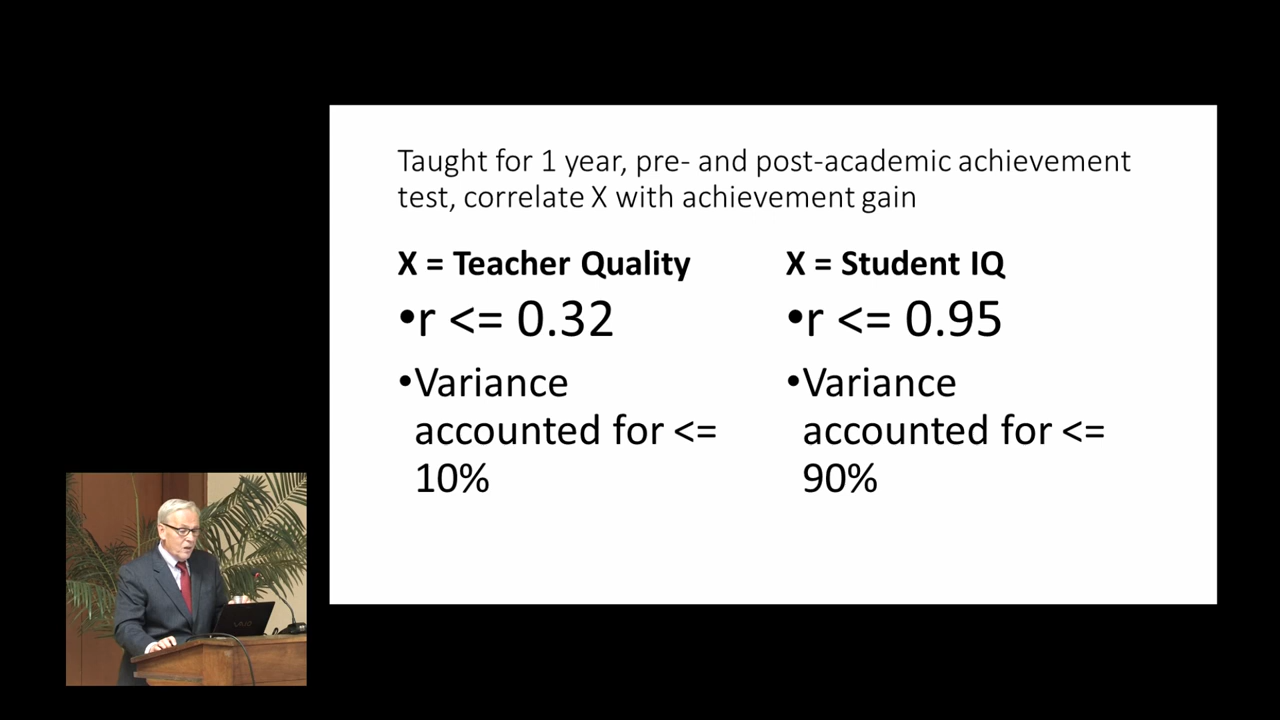 Taught for 1 year, pre- and post-academic achievement
test, correlate X with achievement gain
X = Teacher Quality
•r <= 0.32
•Variance
accounted for <=
10%
X = Student IQ
•r <= 0.95
•Variance
accounted for <=
90%
VAIO